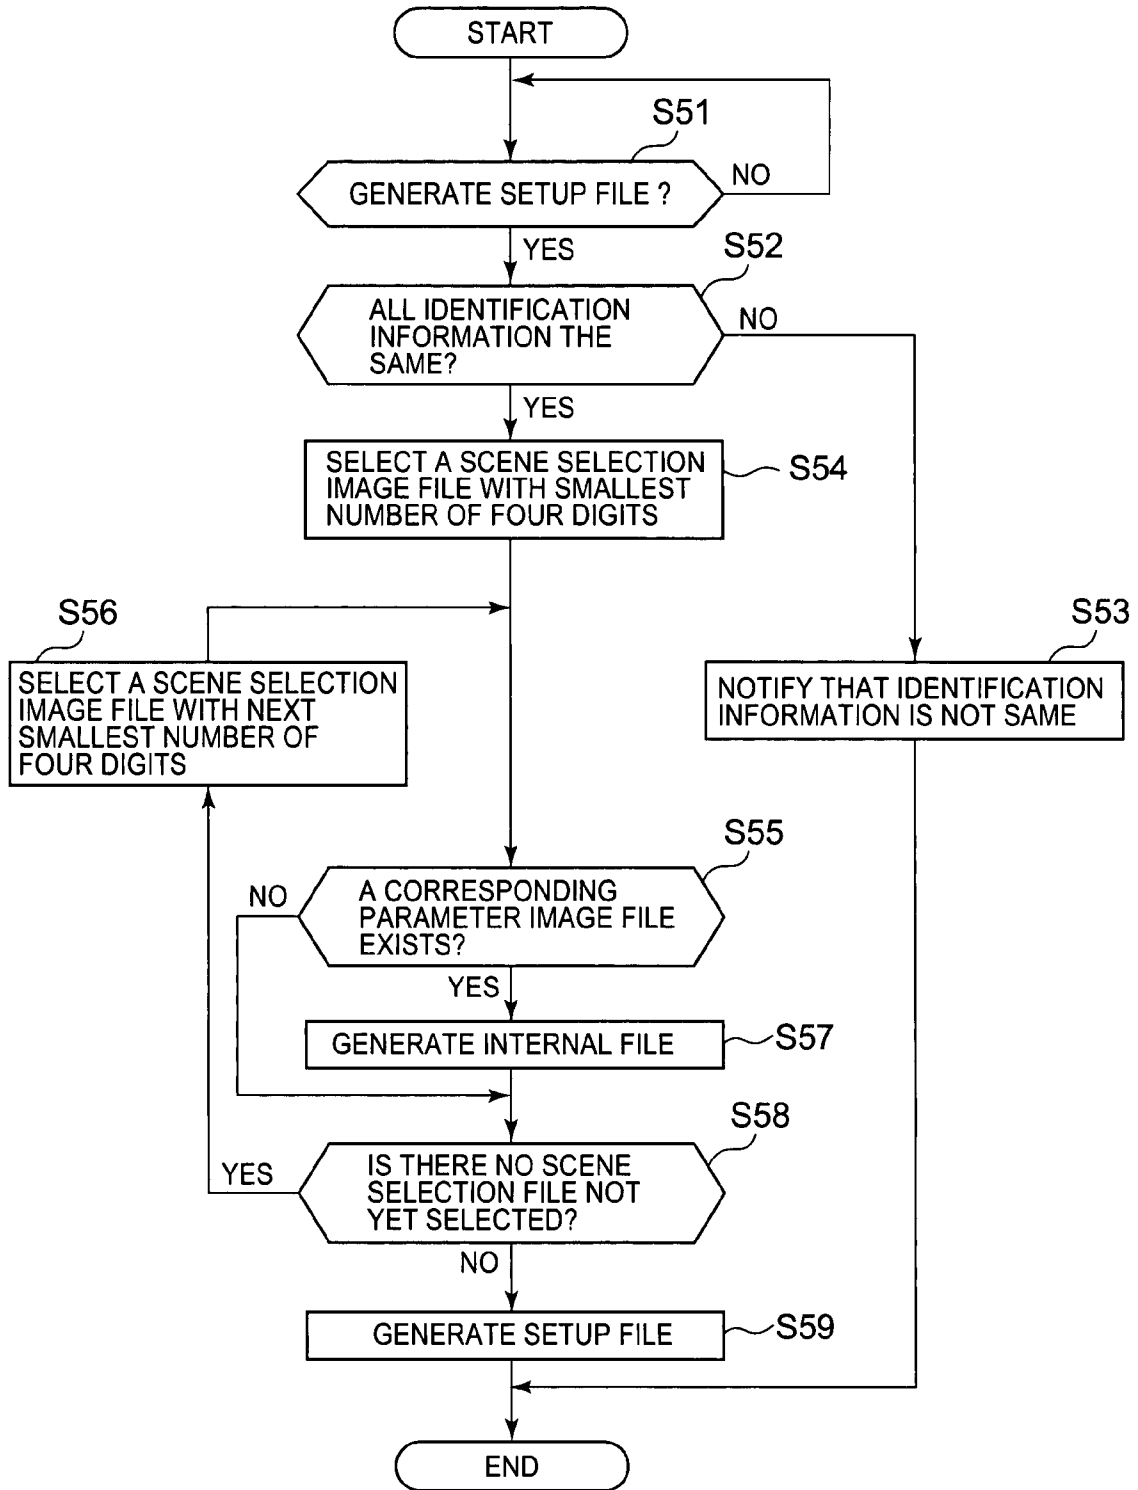 START
S51
GENERATE SETUP FILE ?
NO
YES
S52
ALL IDENTIFICATION
INFORMATION THE
SAME?
NO
YES
SELECT A SCENE SELECTION
IMAGE FILE WITH SMALLEST
NUMBER OF FOUR DIGITS
S54
S56
SELECT A SCENE SELECTION
IMAGE FILE WITH NEXT
SMALLEST NUMBER OF
FOUR DIGITS
S53
NOTIFY THAT IDENTIFICATION
INFORMATION IS NOT SAME
S55
NO
A CORRESPONDING
PARAMETER IMAGE FILE
EXISTS?
YES
GENERATE INTERNAL FILE
S57
S58
YES
IS THERE NO SCENE
SELECTION FILE NOT
YET SELECTED?
NO
GENERATE SETUP FILE
S59
END